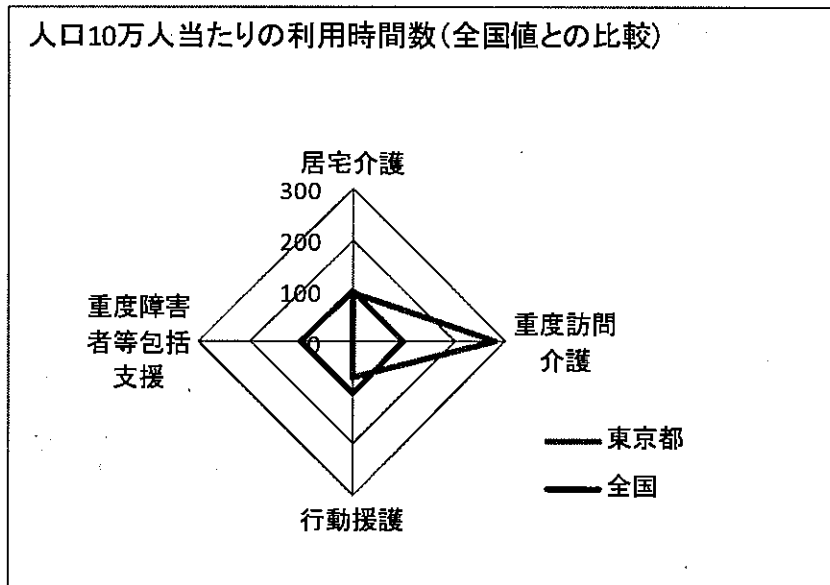 人口10万人当たりの利用時間数（全国値との比較）
居宅介護
300
200
100
0
重度障害
者等包括
支援
重度訪問
介護
行動援護
東京都
全国